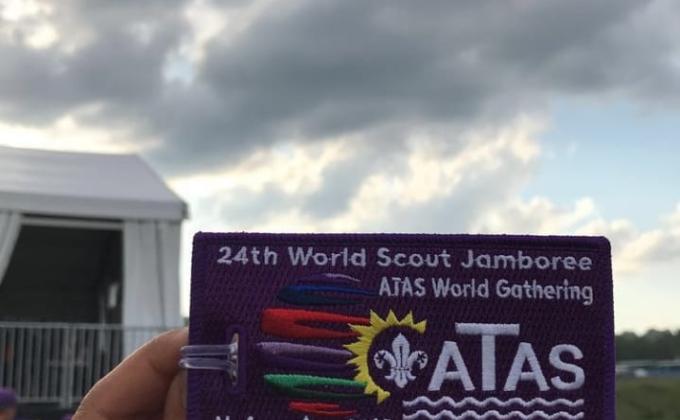 24th World Scout Jamboree
ATAS World Gathering
ATAS